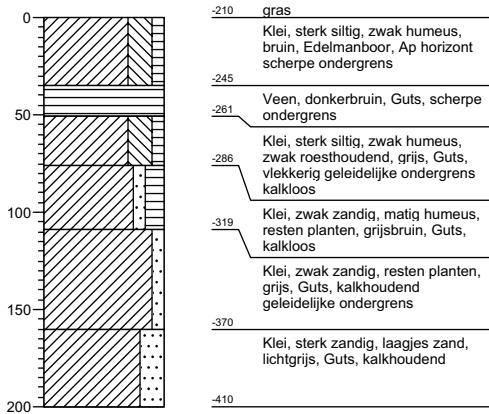 0
50
100
150
200
-210
gras
Klei, sterk siltig, zwak humeus,
bruin, Edelmanboor, Ap horizont
scherpe ondergrens
-245
Veen, donkerbruin, Guts, scherpe
ondergrens
-261
Klei, sterk siltig, zwak humeus,
zwak roesthoudend, grijs, Guts,
vlekkerig geleidelijke ondergrens
kalkloos
-286
Klei, zwak zandig, matig humeus,
resten planten, grijsbruin, Guts,
kalkloos
-319
Klei, zwak zandig, resten planten,
grijs, Guts, kalkhoudend
geleidelijke ondergrens
-370
Klei, sterk zandig, laagjes zand,
lichtgrijs, Guts, kalkhoudend
-410